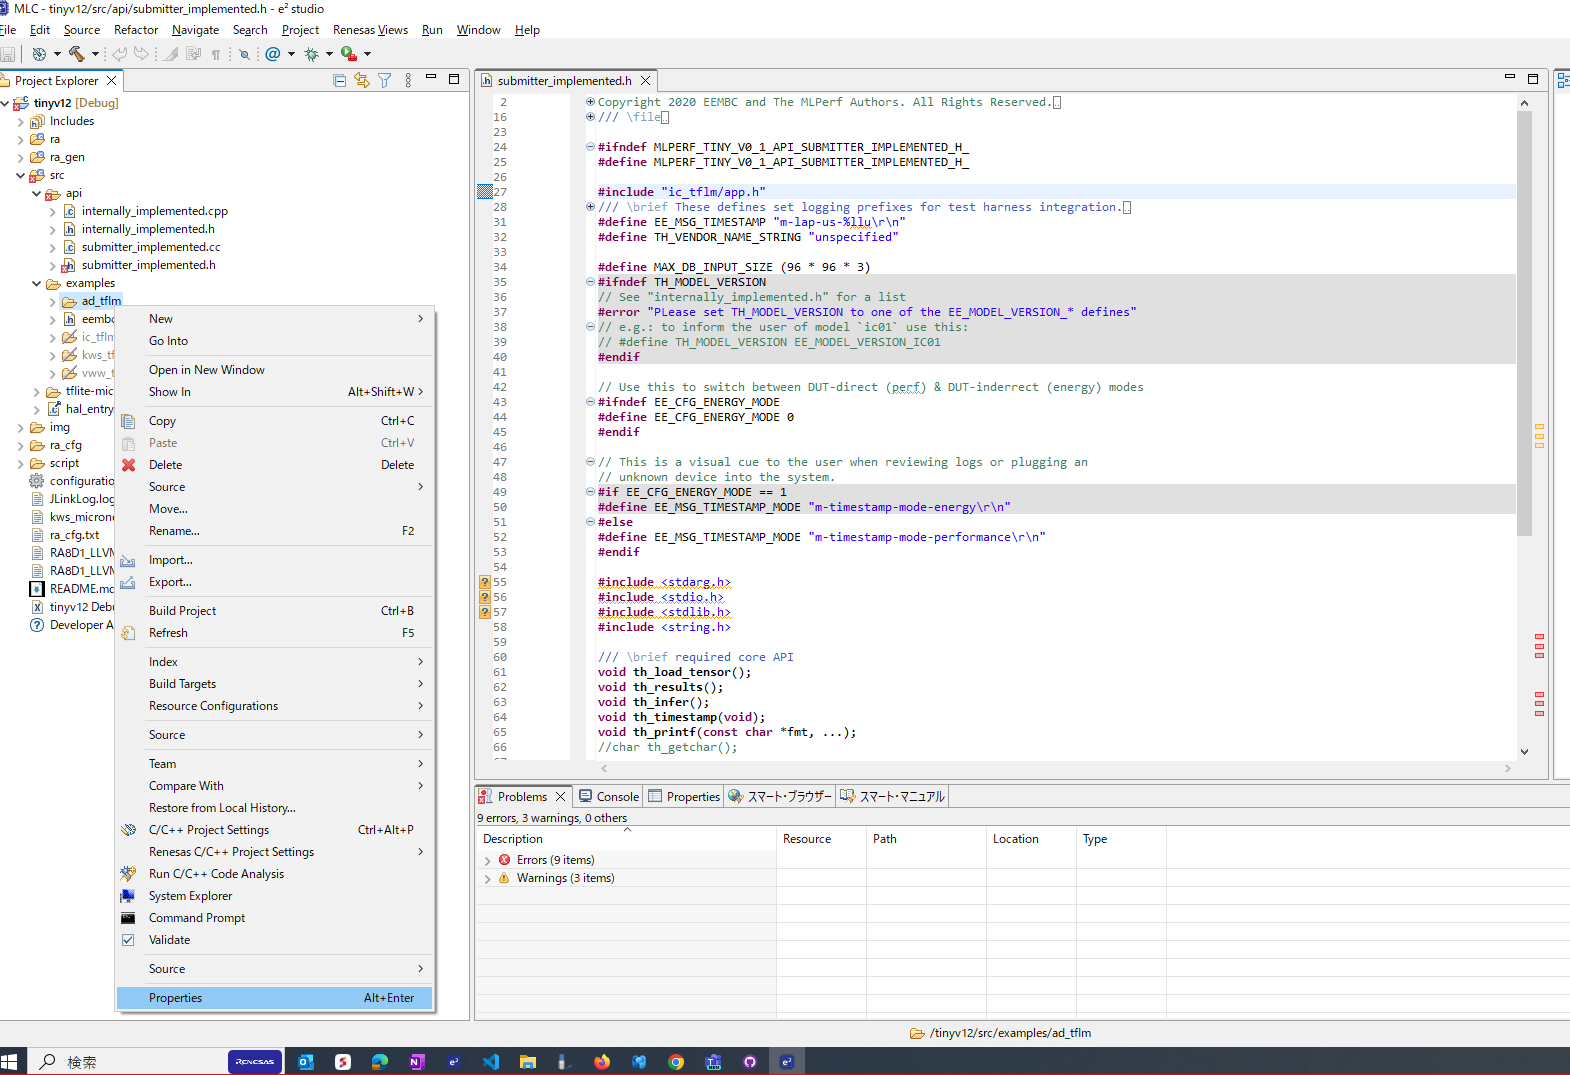 MLC - tinyv12/src/api/submitter_implemented.h - e² studio
File Edit Source Refactor Navigate Search Project Renesas Views Run Window Help
Project Explorer
tinyv12 [Debug]
Includes
ra
ra_gen
src
api
internally_implemented.cpp
internally_implemented.h
submitter_implemented.cc
submitter_implemented.h
examples
ad_tflm
eembc
ic_tflm
kws_tf
vww_t
tflite-mic
hal_entry
img
ra_cfg
script
configuratio
JLinkLog.log
kws_microne
ra_cfg.txt
RA8D1_LLVM
RA8D1_LLVM
README.md
tinyv12 Debu
Developer A
New
Go Into
Open in New Window
Show In Alt+Shift+W
Copy Ctrl+C
Paste Ctrl+V
Delete Delete
Source
Move...
Rename... F2
Import...
Export...
Build Project Ctrl+B
Refresh F5
Index
Build Targets
Resource Configurations
Source
Team
Compare With
Restore from Local History...
C/C++ Project Settings Ctrl+Alt+P
Renesas C/C++ Project Settings
Run C/C++ Code Analysis
System Explorer
Command Prompt
Validate
Source
Properties Alt+Enter
submitter_implemented.h
2 Copyright 2020 EEMBC and The MLPerf Authors. All Rights Reserved.
16 /// \file
23
24 #ifndef MLPERF_TINY_V0_1_API_SUBMITTER_IMPLEMENTED_H_
25 #define MLPERF_TINY_V0_1_API_SUBMITTER_IMPLEMENTED_H_
26
27 #include "ic_tflm/app.h"
28 /// \brief These defines set logging prefixes for test harness integration.
31 #define EE_MSG_TIMESTAMP "m-lap-us-%llu\r\n"
32 #define TH_VENDOR_NAME_STRING "unspecified"
33
34 #define MAX_DB_INPUT_SIZE (96 * 96 * 3)
35 #ifndef TH_MODEL_VERSION
36 // See "internally_implemented.h" for a list
37 #error "PLease set TH_MODEL_VERSION to one of the EE_MODEL_VERSION_* defines"
38 // e.g.: to inform the user of model `ic01` use this:
39 // #define TH_MODEL_VERSION EE_MODEL_VERSION_IC01
40 #endif
41
42 // Use this to switch between DUT-direct (perf) & DUT-inderrect (energy) modes
43 #ifndef EE_CFG_ENERGY_MODE
44 #define EE_CFG_ENERGY_MODE 0
45 #endif
46
47 // This is a visual cue to the user when reviewing logs or plugging an
48 // unknown device into the system.
49 #if EE_CFG_ENERGY_MODE == 1
50 #define EE_MSG_TIMESTAMP_MODE "m-timestamp-mode-energy\r\n"
51 #else
52 #define EE_MSG_TIMESTAMP_MODE "m-timestamp-mode-performance\r\n"
53 #endif
54
55 #include <stdarg.h>
56 #include <stdio.h>
57 #include <stdlib.h>
58 #include <string.h>
59
60 /// \brief required core API
61 void th_load_tensor();
62 void th_results();
63 void th_infer();
64 void th_timestamp(void);
65 void th_printf(const char *fmt, ...);
66 //char th_getchar();
Problems Console Properties スマート・ブラウザー スマート・マニュアル
9 errors, 3 warnings, 0 others
Description Resource Path Location Type
Errors (9 items)
Warnings (3 items)
/tinyv12/src/examples/ad_tflm
検索
RENESAS